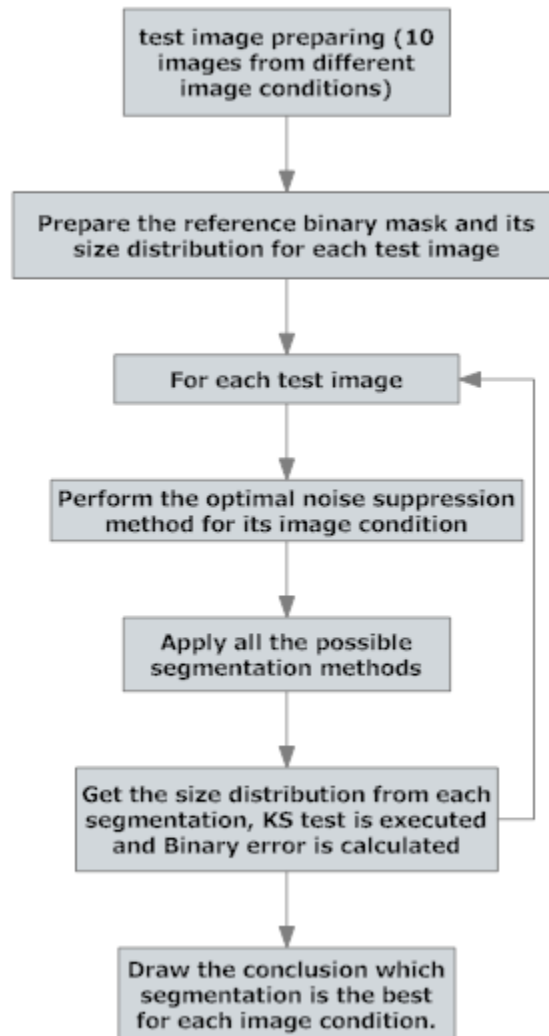 test image preparing (10
images from different
image conditions)
Prepare the reference binary mask and its
size distribution for each test image
For each test image
Perform the optimal noise suppression
method for its image condition
Apply all the possible
segmentation methods
Get the size distribution from each
segmentation, KS test is executed
and Binary error is calculated
Draw the conclusion which
segmentation is the best
for each image condition.